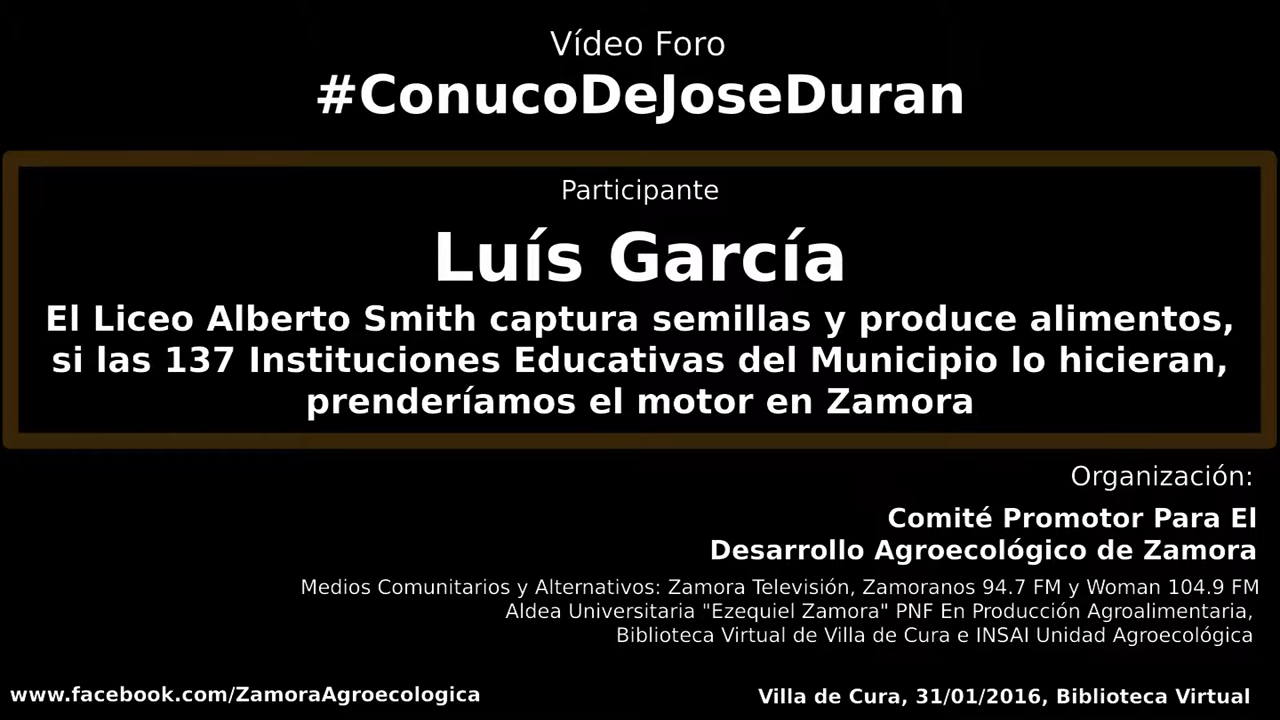 Vídeo Foro
#ConucoDeJoseDuran
Participante
Luís García
El Liceo Alberto Smith captura semillas y produce alimentos,
si las 137 Instituciones Educativas del Municipio lo hicieran,
prenderíamos el motor en Zamora
Organización:
Comité Promotor Para El
Desarrollo Agroecológico de Zamora
Medios Comunitarios y Alternativos: Zamora Televisión, Zamoranos 94.7 FM y Woman 104.9 FM
Aldea Universitaria "Ezequiel Zamora" PNF En Producción Agroalimentaria,
Biblioteca Virtual de Villa de Cura e INSAI Unidad Agroecológica
www.facebook.com/ZamoraAgroecologica
Villa de Cura, 31/01/2016, Biblioteca Virtual